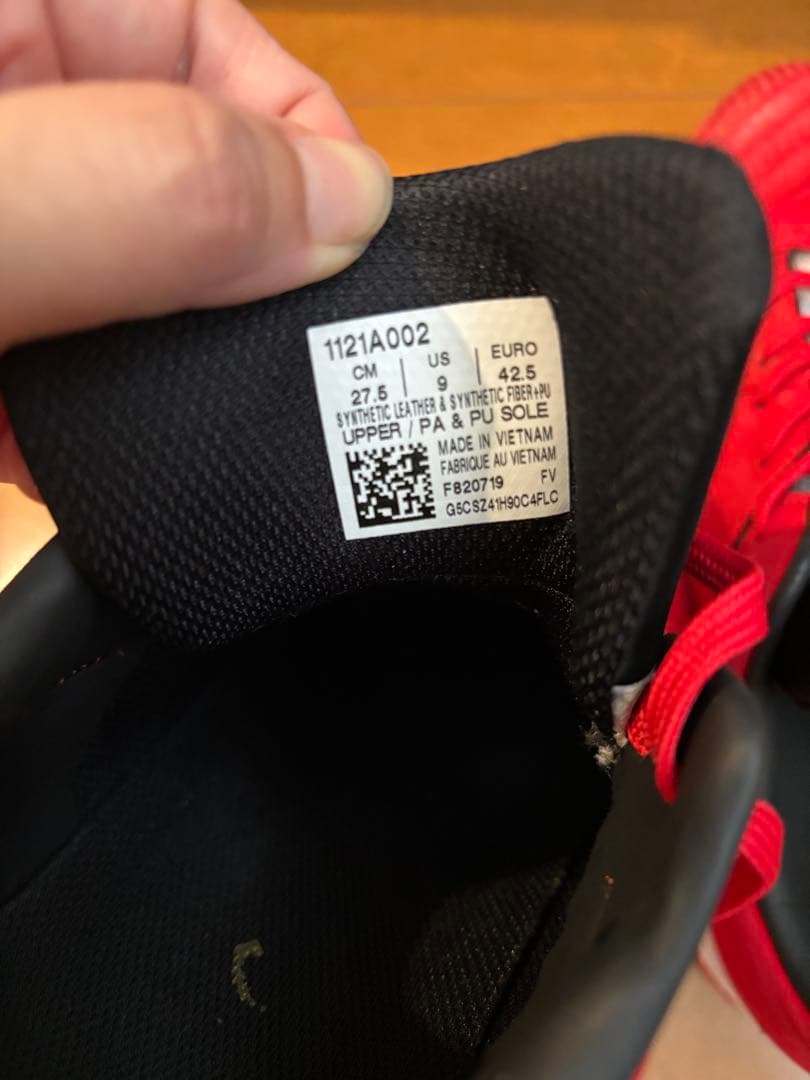 1121A002
CM | US | EURO
27.5 9 42.5
SYNTHETIC LEATHER & SYNTHETIC FIBER+PU
UPPER / PA & PU SOLE
MADE IN VIETNAM
FABRIQUE AU VIETNAM
F820719 FV
G5CSZ41H90C4FLC